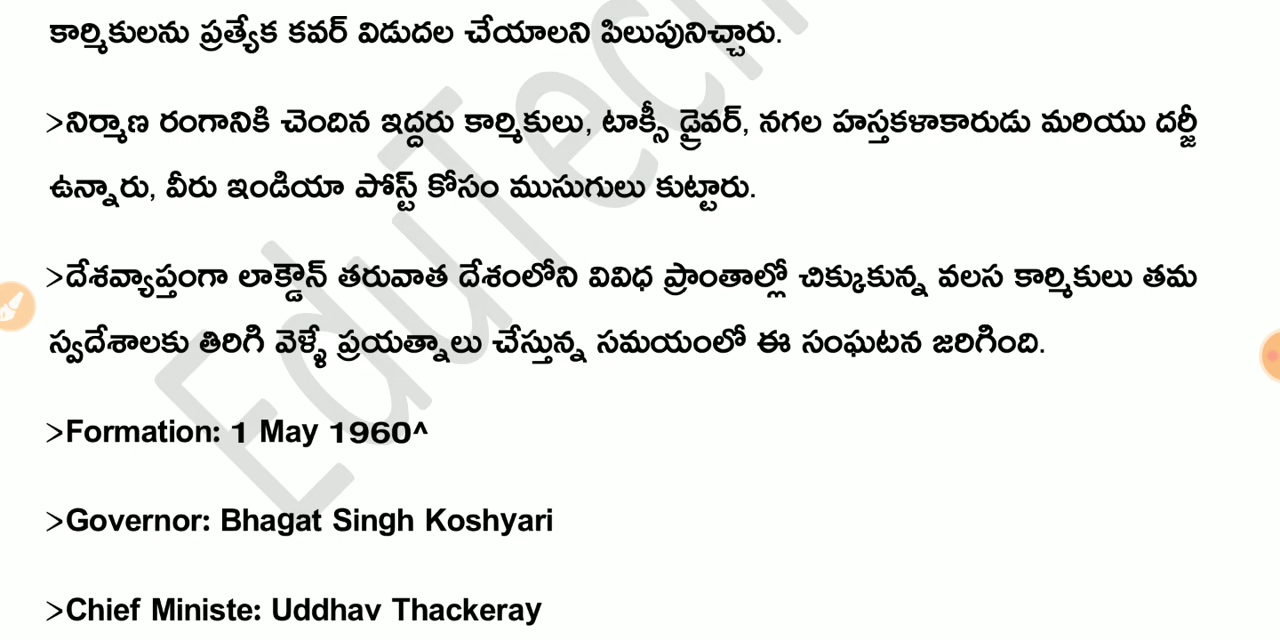 కార్మికులను ప్రత్యేక కవర్ విడుదల చేయాలని పిలుపునిచ్చారు.
>నిర్మాణ రంగానికి చెందిన ఇద్దరు కార్మికులు, టాక్సీ డ్రైవర్, నగల హస్తకళాకారుడు మరియు దర్జీ
ఉన్నారు, వీరు ఇండియా పోస్ట్ కోసం ముసుగులు కుట్టారు.
>దేశవ్యాప్తంగా లాక్డౌన్ తరువాత దేశంలోని వివిధ ప్రాంతాల్లో చిక్కుకున్న వలస కార్మికులు తమ
స్వదేశాలకు తిరిగి వెళ్ళే ప్రయత్నాలు చేస్తున్న సమయంలో ఈ సంఘటన జరిగింది.
>Formation: 1 May 1960^
>Governor: Bhagat Singh Koshyari
>Chief Ministe: Uddhav Thackeray
EduTech